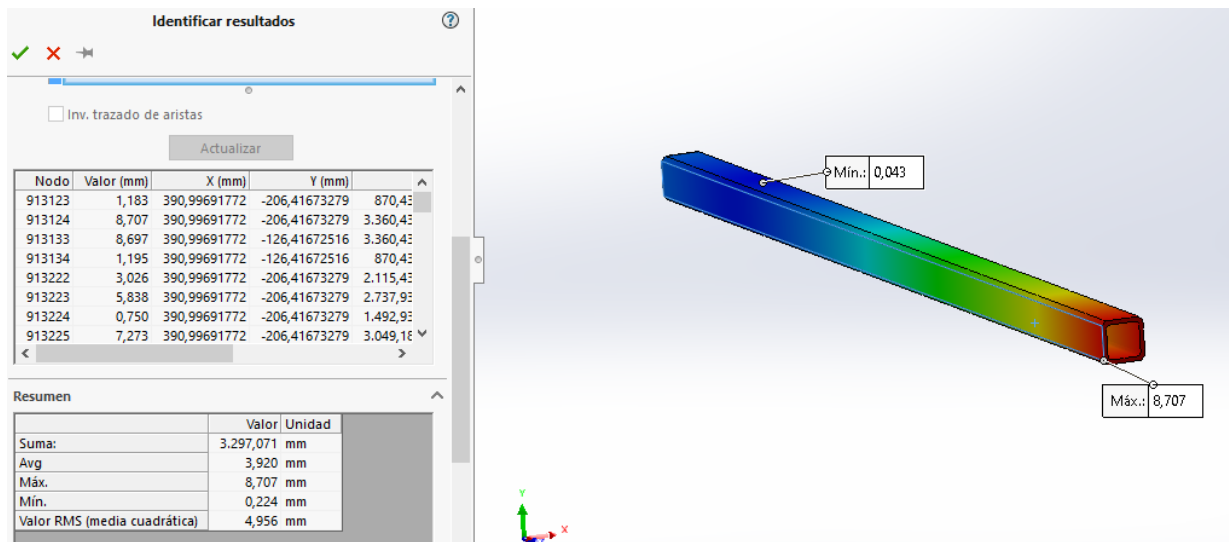 Identificar resultados
Inv. trazado de aristas
Actualizar
Nodo Valor (mm) X (mm) Y (mm)
913123 1,183 390,99691772 -206,41673279 870,43
913124 8,707 390,99691772 -206,41673279 3.360,43
913133 8,697 390,99691772 -126,41672516 3.360,43
913134 1,195 390,99691772 -126,41672516 870,43
913222 3,026 390,99691772 -206,41673279 2.115,43
913223 5,838 390,99691772 -206,41673279 2.737,93
913224 0,750 390,99691772 -206,41673279 1.492,93
913225 7,273 390,99691772 -206,41673279 3.049,18
Resumen
Valor Unidad
Suma: 3.297,071 mm
Avg 3,920 mm
Máx. 8,707 mm
Mín. 0,224 mm
Valor RMS (media cuadrática) 4,956 mm
Mín.: 0,043
Máx.: 8,707
Y
X